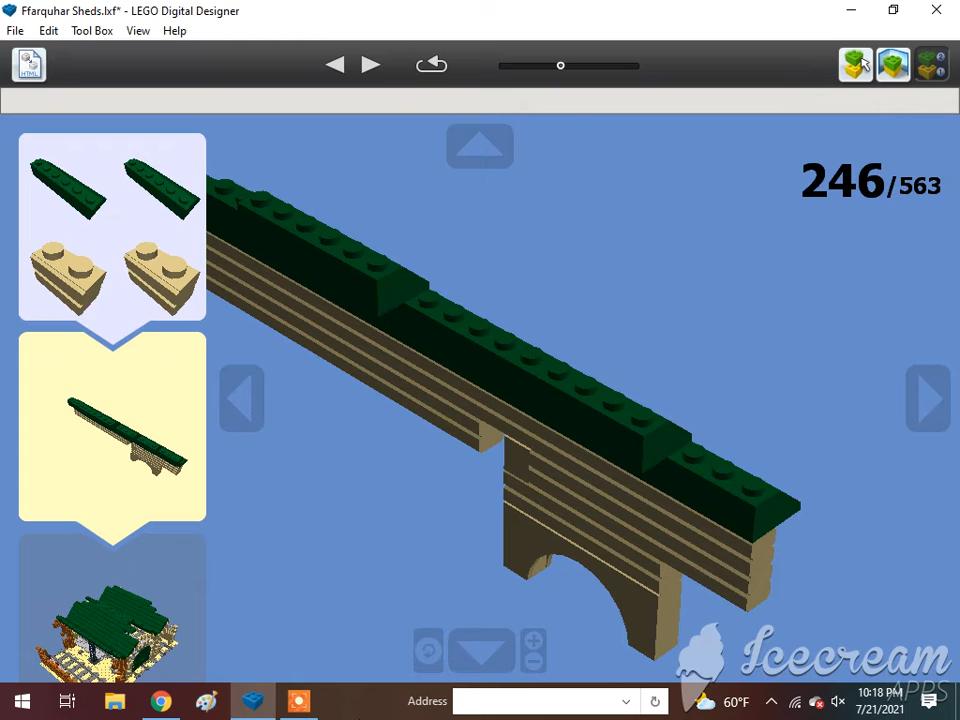 Ffarquhar Sheds.lxf* - LEGO Digital Designer
File Edit Tool Box View Help
HTML
246/563
Icecream
APPS
Address
60°F
10:18 PM
7/21/2021